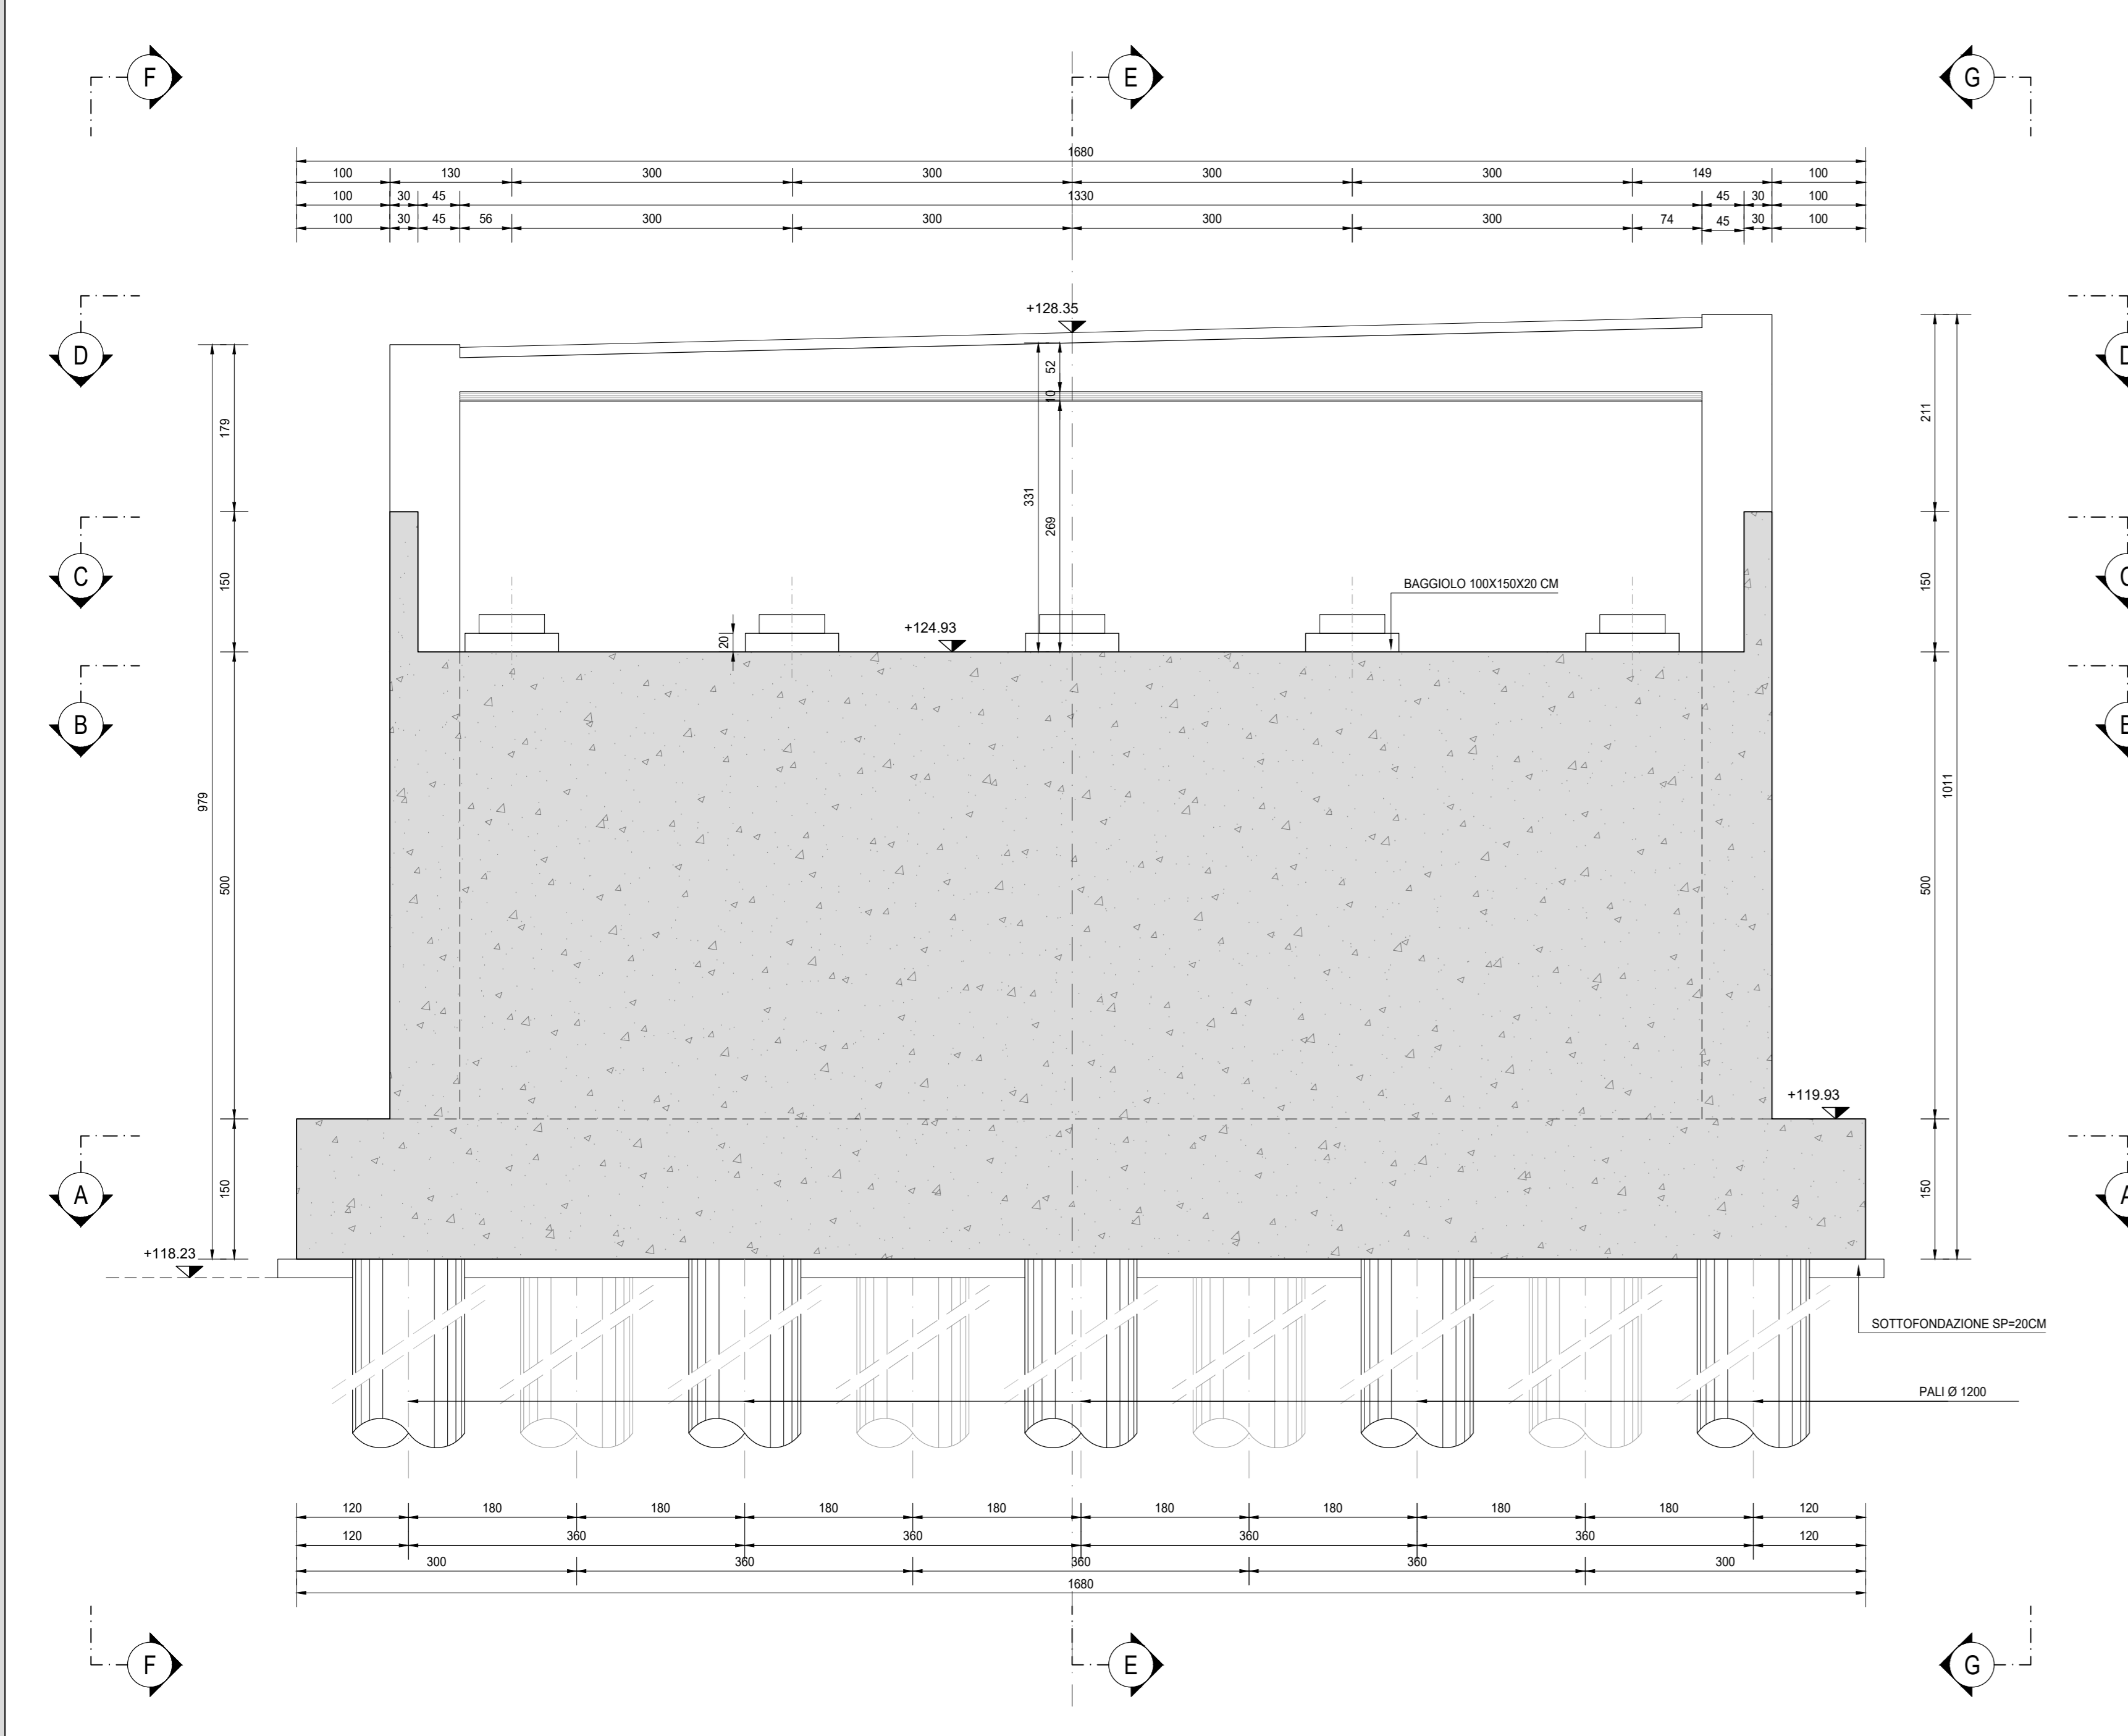 F E G
1680
100 130 300 300 300 300 149 100
100 30 45 1330 45 30 100
100 30 45 56 300 300 300 300 74 45 30 100
+128.35
D
52
10
179
211
331
269
C
150
150
BAGGIOLO 100X150X20 CM
+124.93
20
B
979
500
500
1011
+119.93
A
150
150
+118.23
SOTTOFONDAZIONE SP=20CM
PALI Ø 1200
120 180 180 180 180 180 180 180 180 120
120 360 360 360 360 120
300 360 360 360 300
1680
F E G